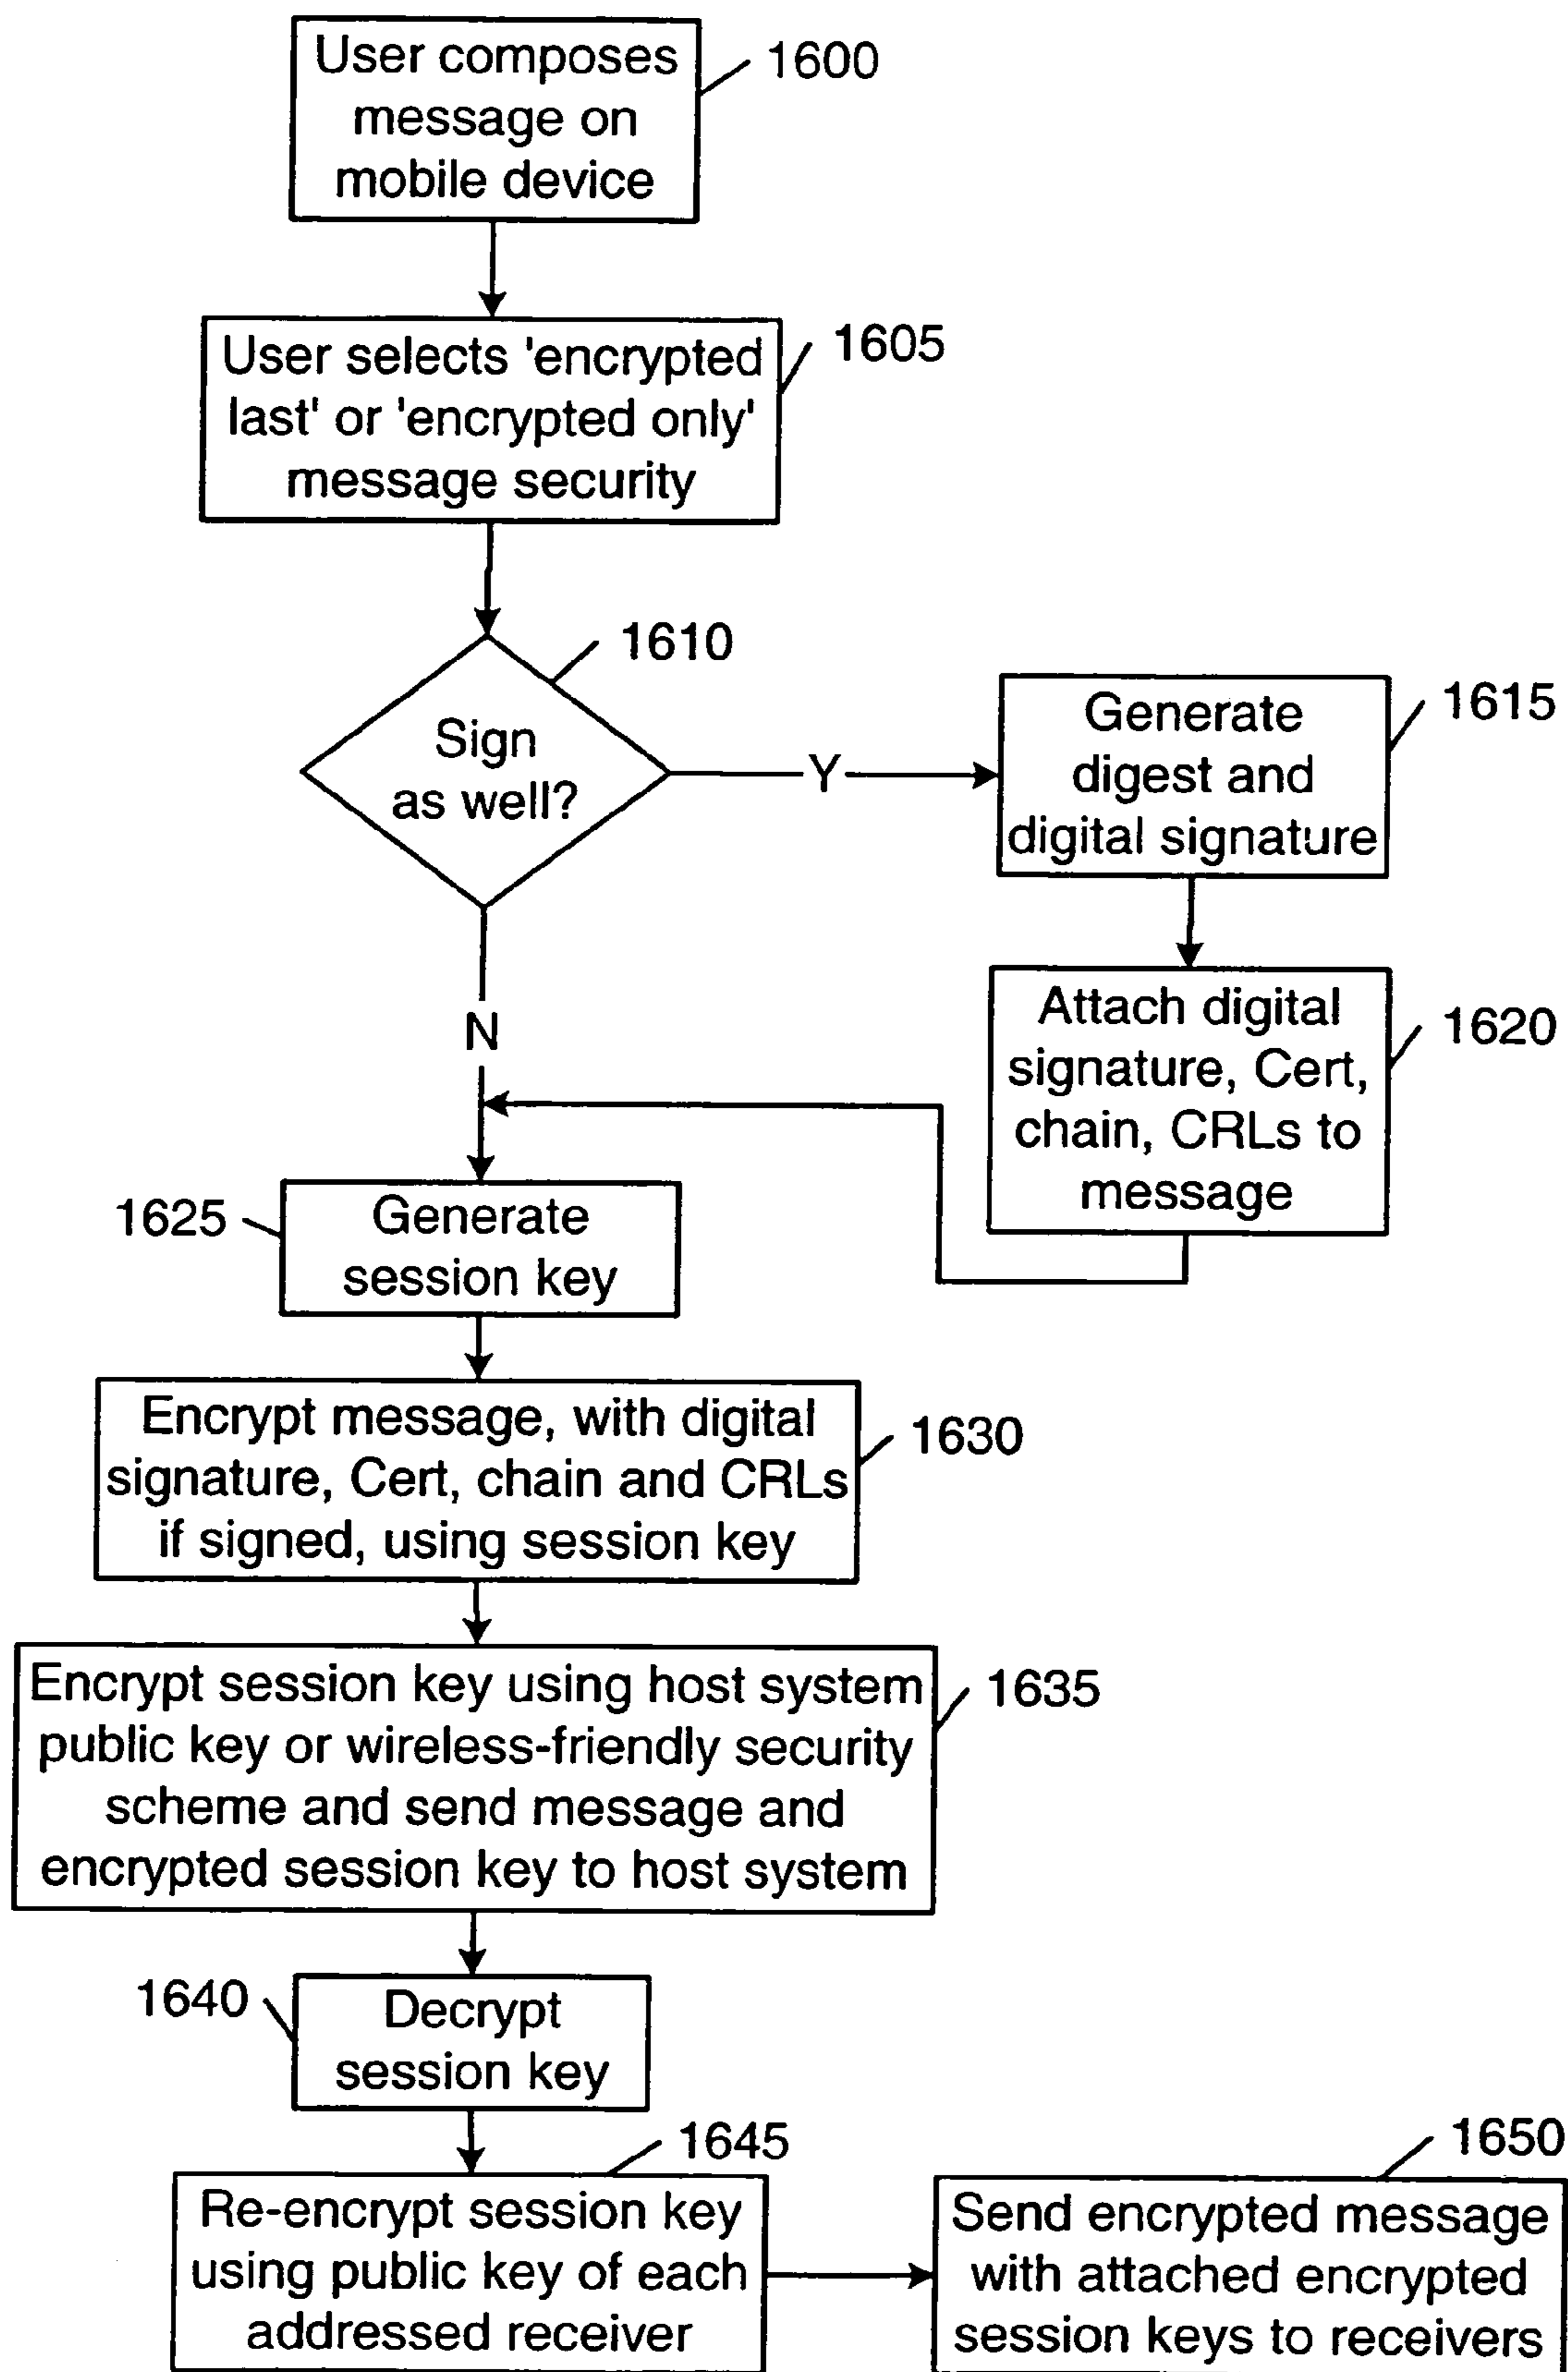 User composes
message on
mobile device
1600
User selects 'encrypted
last' or 'encrypted only'
message security
1605
1610
Sign
as well?
Y
Generate
digest and
digital signature
1615
N
Attach digital
signature, Cert,
chain, CRLs to
message
1620
1625
Generate
session key
Encrypt message, with digital
signature, Cert, chain and CRLs
if signed, using session key
1630
Encrypt session key using host system
public key or wireless-friendly security
scheme and send message and
encrypted session key to host system
1635
1640
Decrypt
session key
1645
Re-encrypt session key
using public key of each
addressed receiver
1650
Send encrypted message
with attached encrypted
session keys to receivers